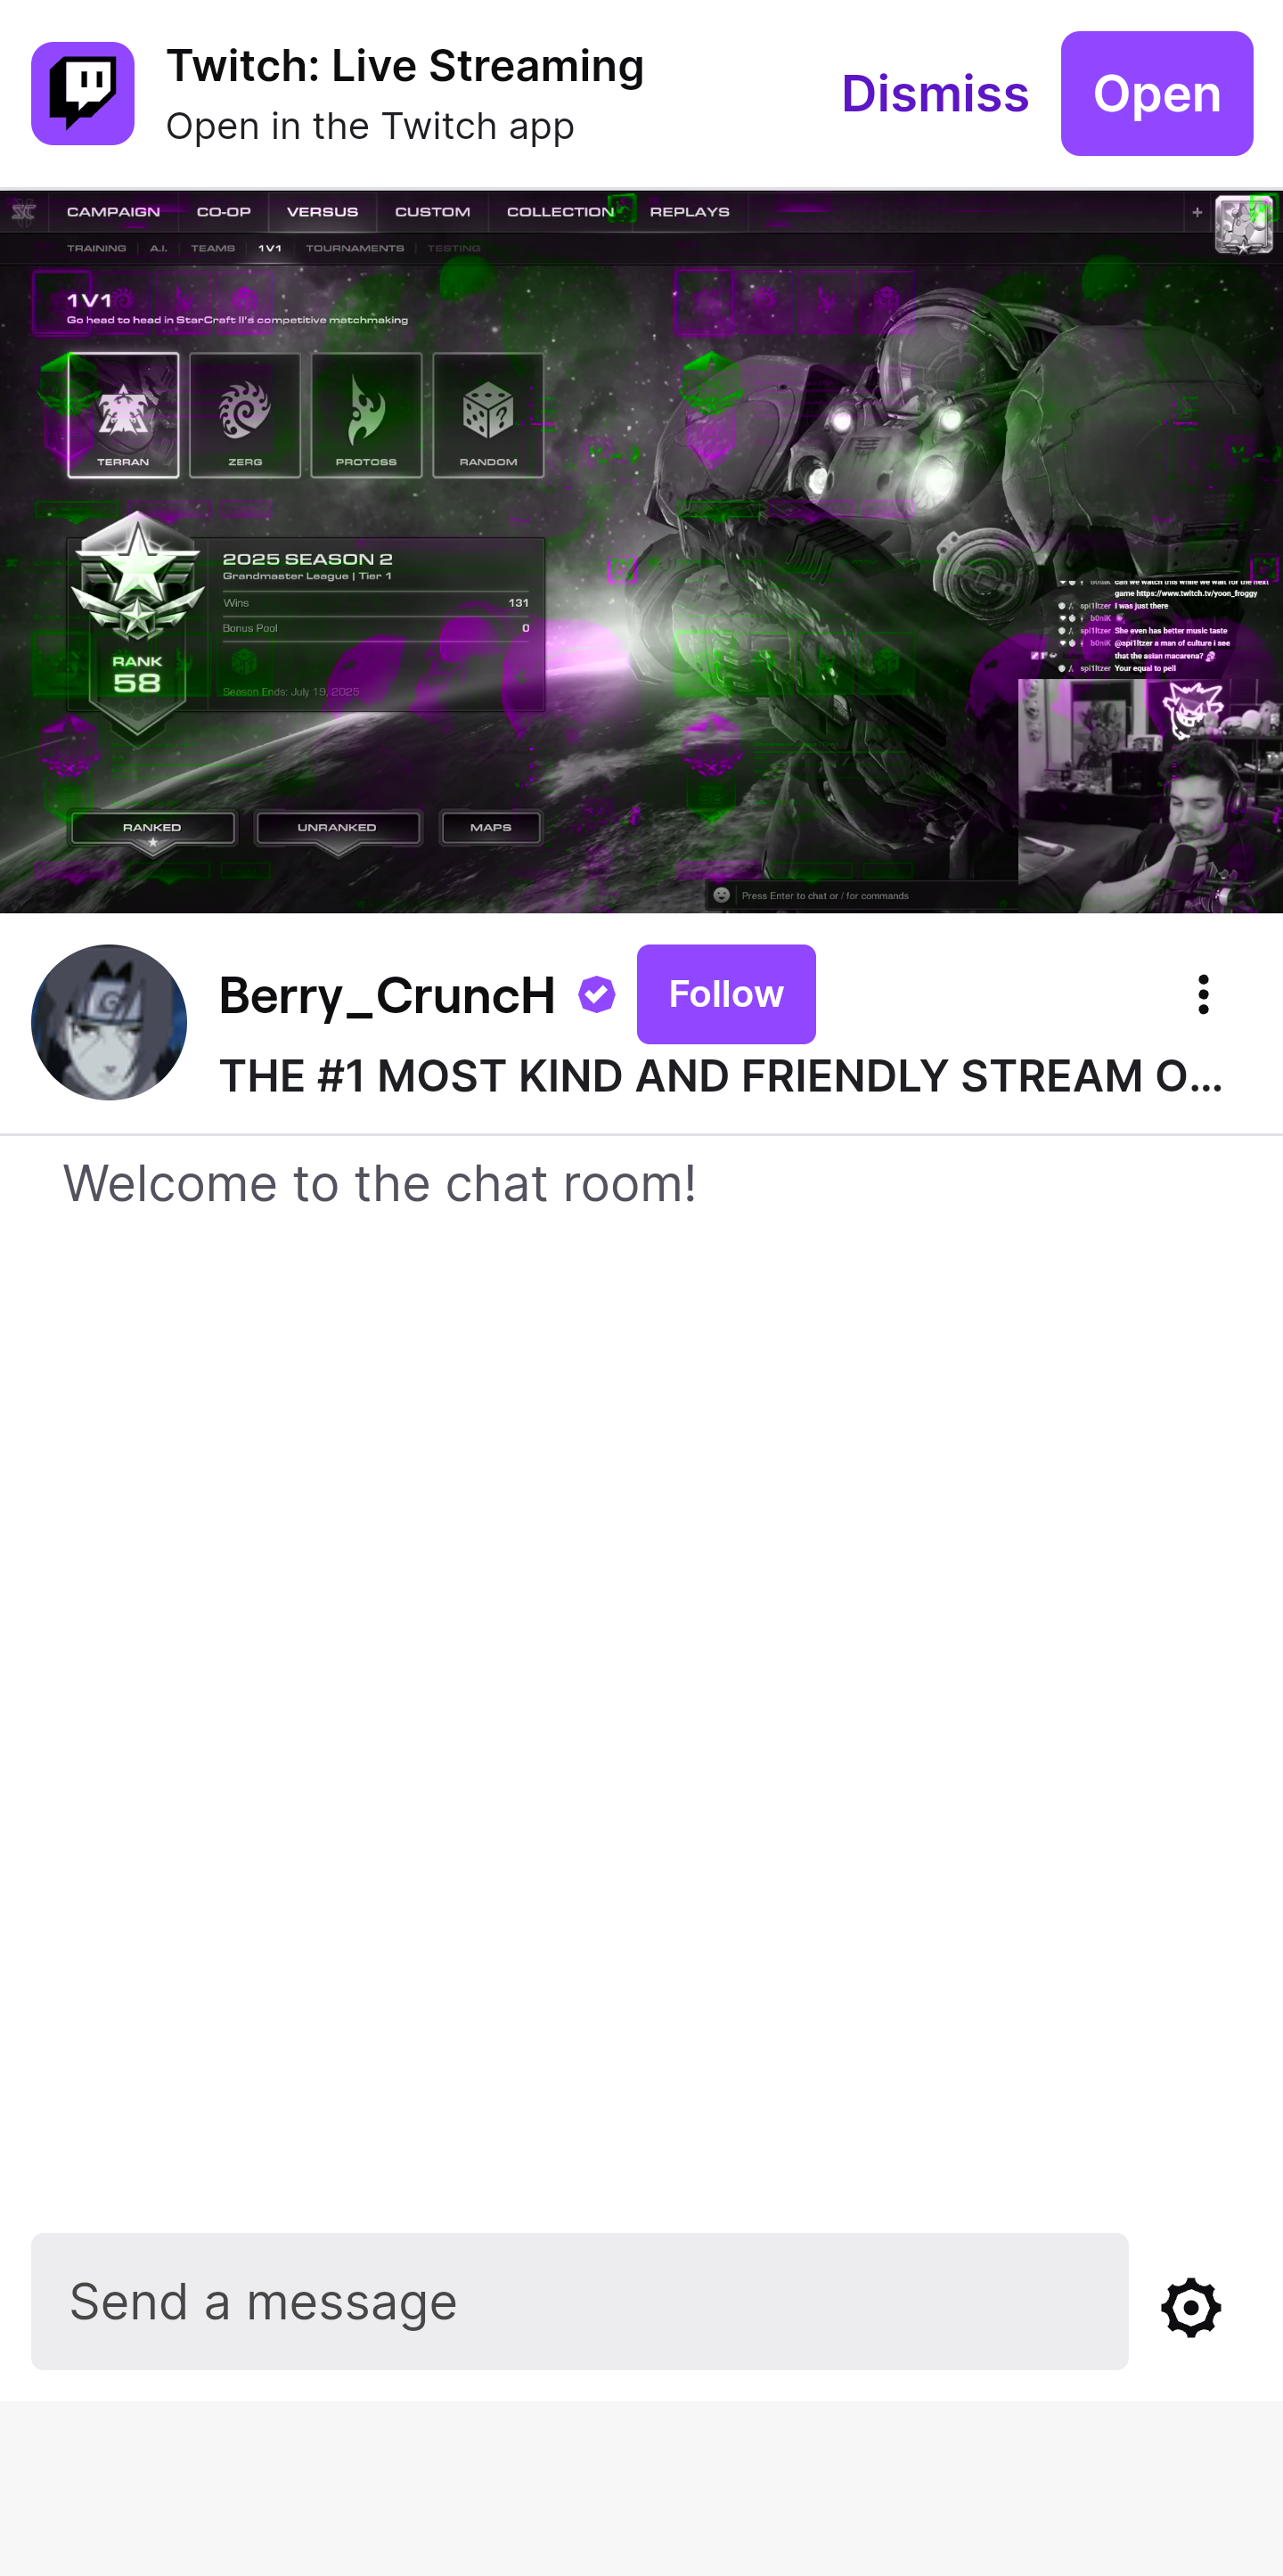 Twitch: Live Streaming
Open in the Twitch app
Dismiss
Open
CAMPAIGN CO-OP VERSUS CUSTOM COLLECTION REPLAYS
TRAINING A.I. TEAMS 1V1 TOURNAMENTS TESTING
1V1
Go head to head in StarCraft II's competitive matchmaking
TERRAN ZERG PROTOSS RANDOM
2025 SEASON 2
Grandmaster League | Tier 1
Wins 131
Bonus Pool 0
RANK
58
Season Ends: July 19, 2025
RANKED UNRANKED MAPS
b0niK can we watch this while we wait for the next
game https://www.twitch.tv/yoon_froggy
spi1ltzer I was just there
b0niK
spi1ltzer She even has better music taste
b0niK @spi1ltzer a man of culture i see
that the asian macarena?
spi1ltzer Your equal to pell
Press Enter to chat or / for commands
Berry_CruncH
Follow
THE #1 MOST KIND AND FRIENDLY STREAM O...
Welcome to the chat room!
Send a message